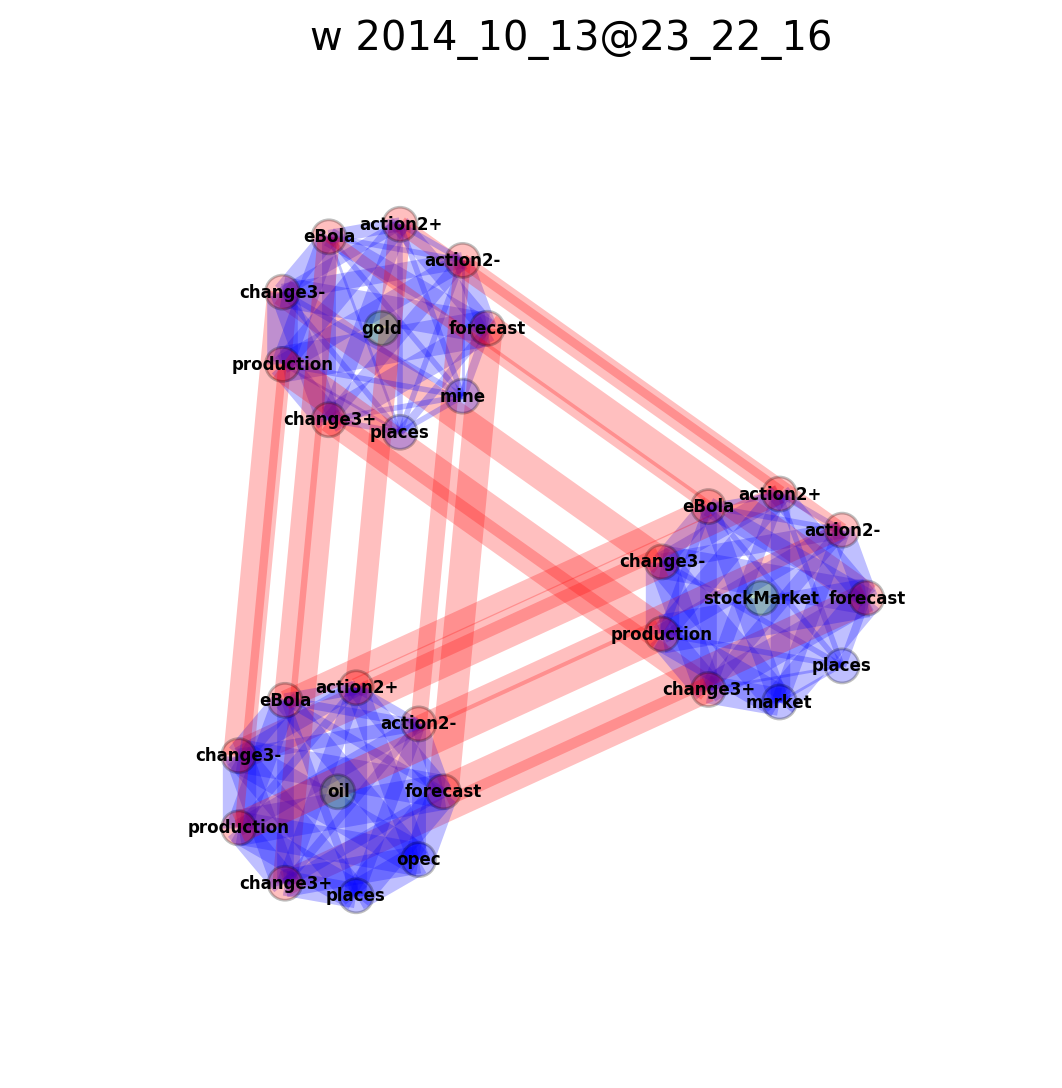 w 2014_10_13@23_22_16
action2+
eBola
action2-
change3-
gold
forecast
production
mine
change3+
places
action2+
eBola
action2-
change3-
stockMarket
forecast
production
places
change3+
market
action2+
eBola
action2-
change3-
oil
forecast
production
opec
change3+
places